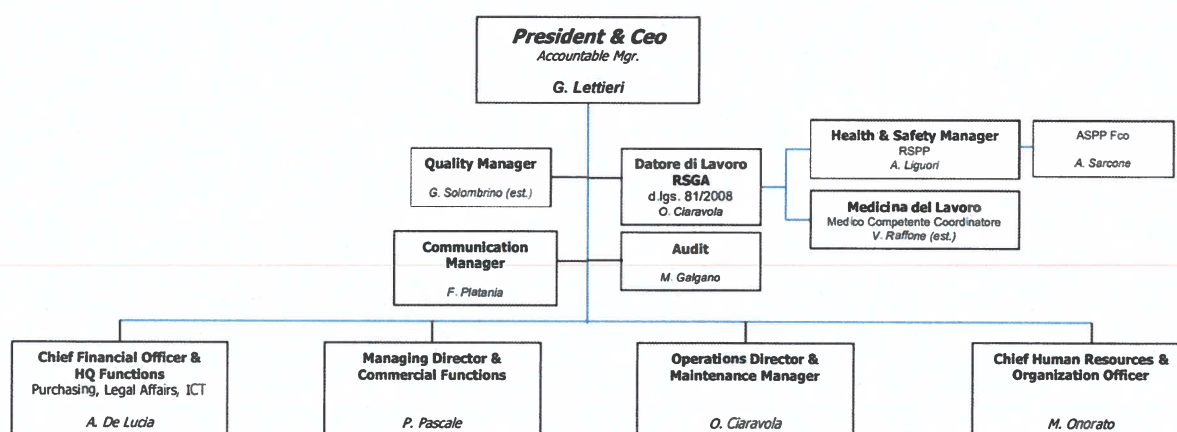 President & Ceo
Accountable Mgr.
G. Lettieri
Quality Manager
G. Solombrino (est.)
Datore di Lavoro
RSGA
d.lgs. 81/2008
O. Ciaravola
Health & Safety Manager
RSPP
A. Liguori
ASPP Fco
A. Sarcone
Medicina del Lavoro
Medico Competente Coordinatore
V. Raffone (est.)
Communication
Manager
F. Platania
Audit
M. Galgano
Chief Financial Officer &
HQ Functions
Purchasing, Legal Affairs, ICT
A. De Lucia
Managing Director &
Commercial Functions
P. Pascale
Operations Director &
Maintenance Manager
O. Ciaravola
Chief Human Resources &
Organization Officer
M. Onorato